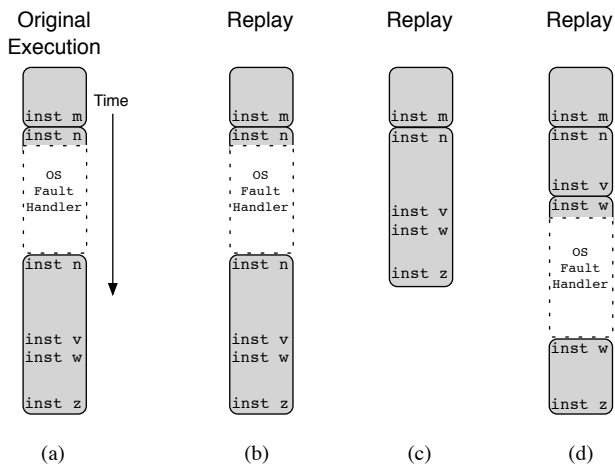 Original
Execution
Time
inst m
inst n
OS
Fault
Handler
inst n
inst v
inst w
inst z
(a)
Replay
inst m
inst n
OS
Fault
Handler
inst n
inst v
inst w
inst z
(b)
Replay
inst m
inst n
inst v
inst w
inst z
(c)
Replay
inst m
inst n
inst v
inst w
OS
Fault
Handler
inst w
inst z
(d)